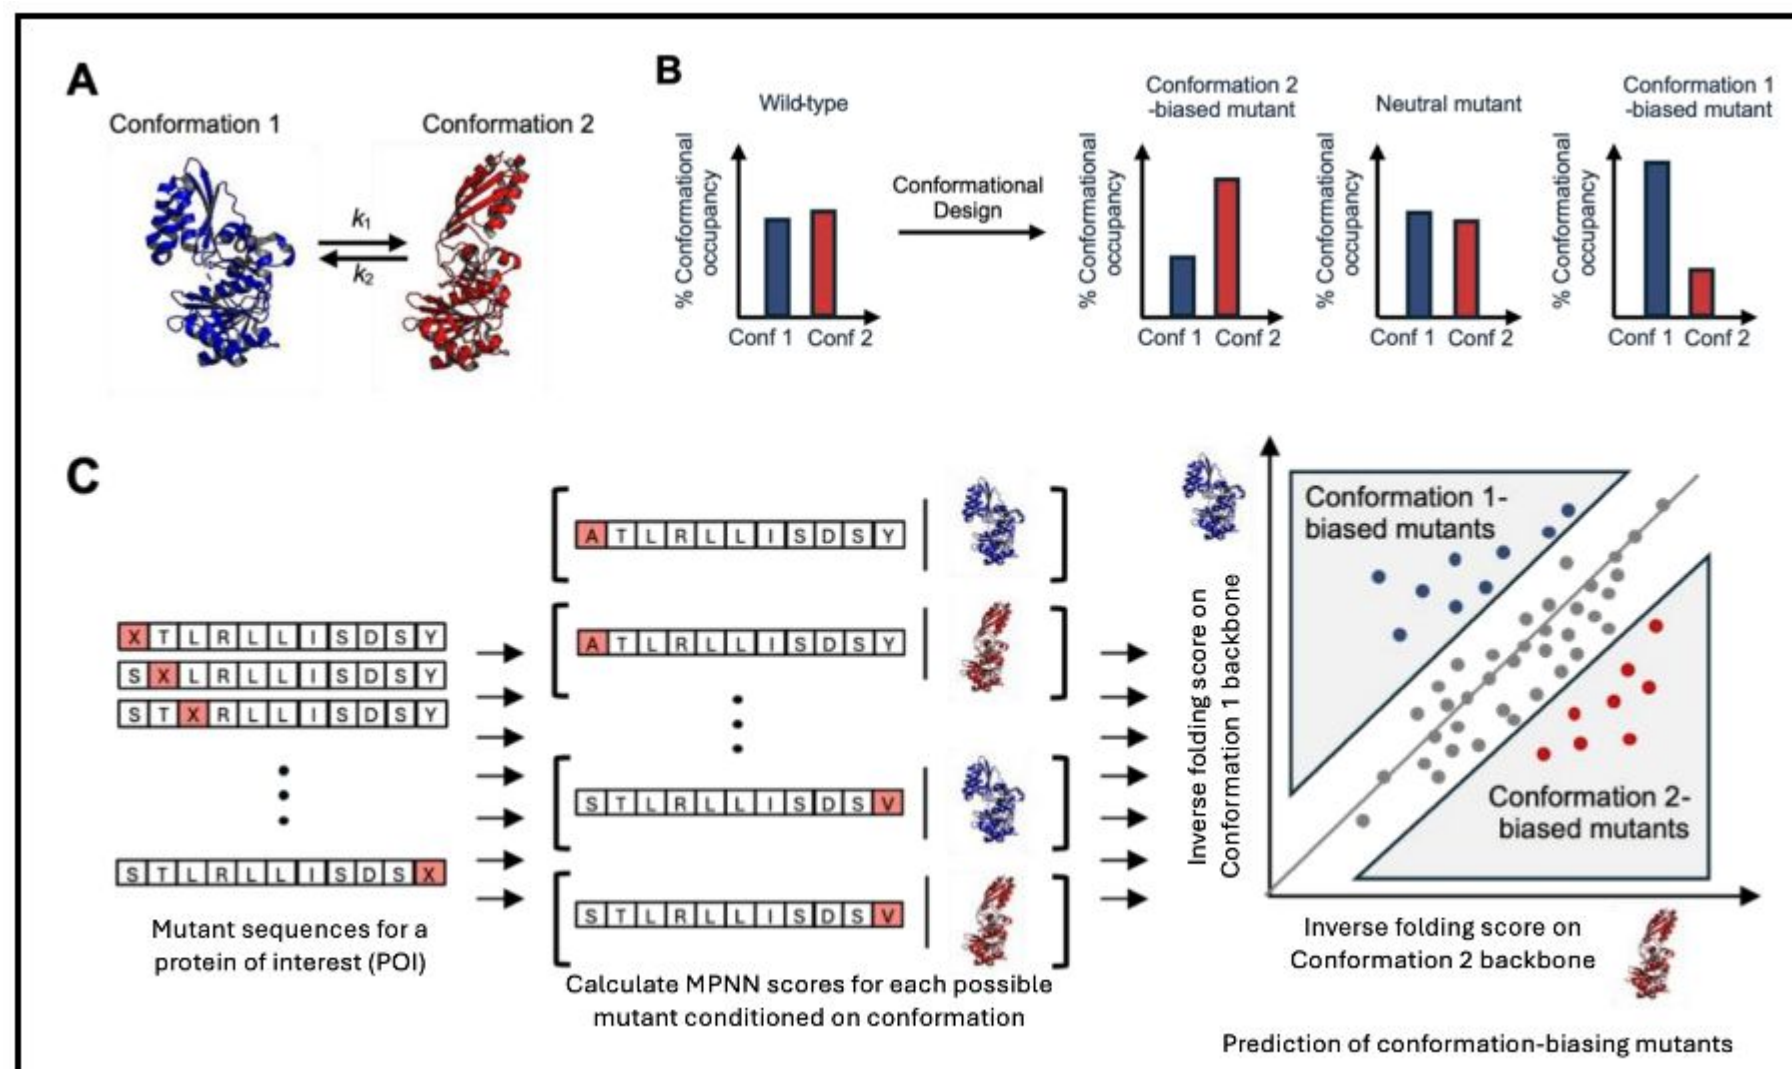 A
Conformation 1
Conformation 2
k1
k2
B
Wild-type
% Conformational
occupancy
Conf 1
Conf 2
Conformational
Design
Conformation 2
-biased mutant
% Conformational
occupancy
Conf 1
Conf 2
Neutral mutant
% Conformational
occupancy
Conf 1
Conf 2
Conformation 1
-biased mutant
% Conformational
occupancy
Conf 1
Conf 2
C
X T L R L L I S D S Y
S X L R L L I S D S Y
S T X R L L I S D S Y
S T L R L L I S D S X
Mutant sequences for a
protein of interest (POI)
A T L R L L I S D S Y
A T L R L L I S D S Y
S T L R L L I S D S V
S T L R L L I S D S V
Calculate MPNN scores for each possible
mutant conditioned on conformation
Inverse folding score on
Conformation 1 backbone
Conformation 1-
biased mutants
Conformation 2-
biased mutants
Inverse folding score on
Conformation 2 backbone
Prediction of conformation-biasing mutants